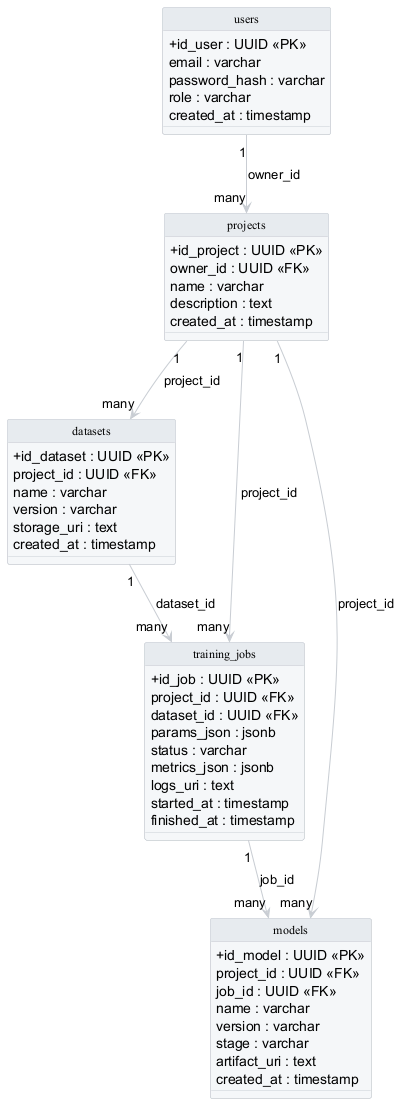 users
+id_user : UUID «PK»
email : varchar
password_hash : varchar
role : varchar
created_at : timestamp
1
owner_id
many
projects
+id_project : UUID «PK»
owner_id : UUID «FK»
name : varchar
description : text
created_at : timestamp
1
1
1
project_id
many
datasets
+id_dataset : UUID «PK»
project_id : UUID «FK»
name : varchar
version : varchar
storage_uri : text
created_at : timestamp
project_id
1
dataset_id
project_id
many
many
training_jobs
+id_job : UUID «PK»
project_id : UUID «FK»
dataset_id : UUID «FK»
params_json : jsonb
status : varchar
metrics_json : jsonb
logs_uri : text
started_at : timestamp
finished_at : timestamp
1
job_id
many
many
models
+id_model : UUID «PK»
project_id : UUID «FK»
job_id : UUID «FK»
name : varchar
version : varchar
stage : varchar
artifact_uri : text
created_at : timestamp